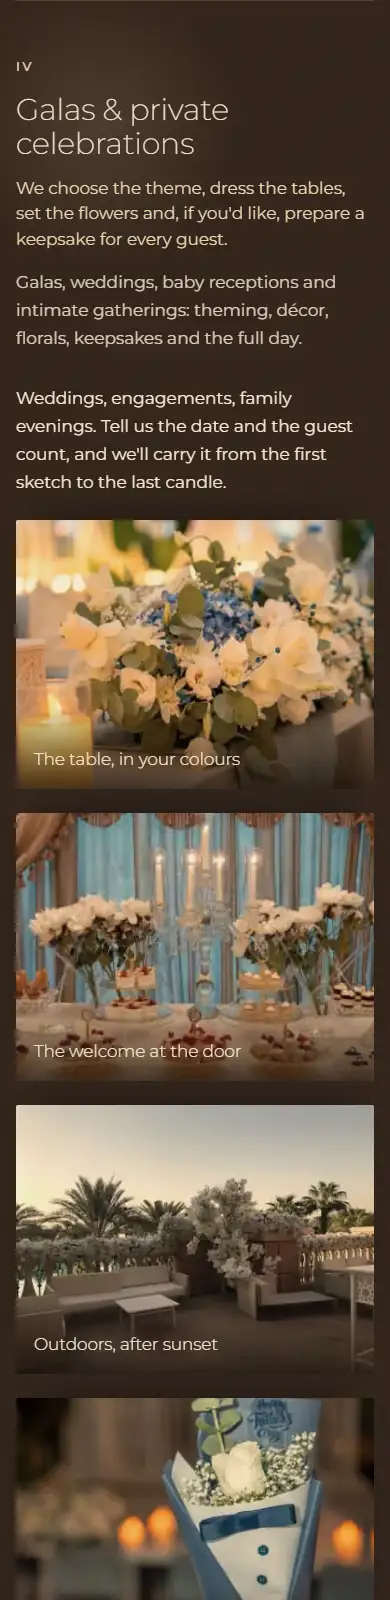 IV
Galas & private
celebrations
We choose the theme, dress the tables,
set the flowers and, if you'd like, prepare a
keepsake for every guest.
Galas, weddings, baby receptions and
intimate gatherings: theming, décor,
florals, keepsakes and the full day.
Weddings, engagements, family
evenings. Tell us the date and the guest
count, and we'll carry it from the first
sketch to the last candle.
The table, in your colours
The welcome at the door
Outdoors, after sunset
Happy
Father's
Day